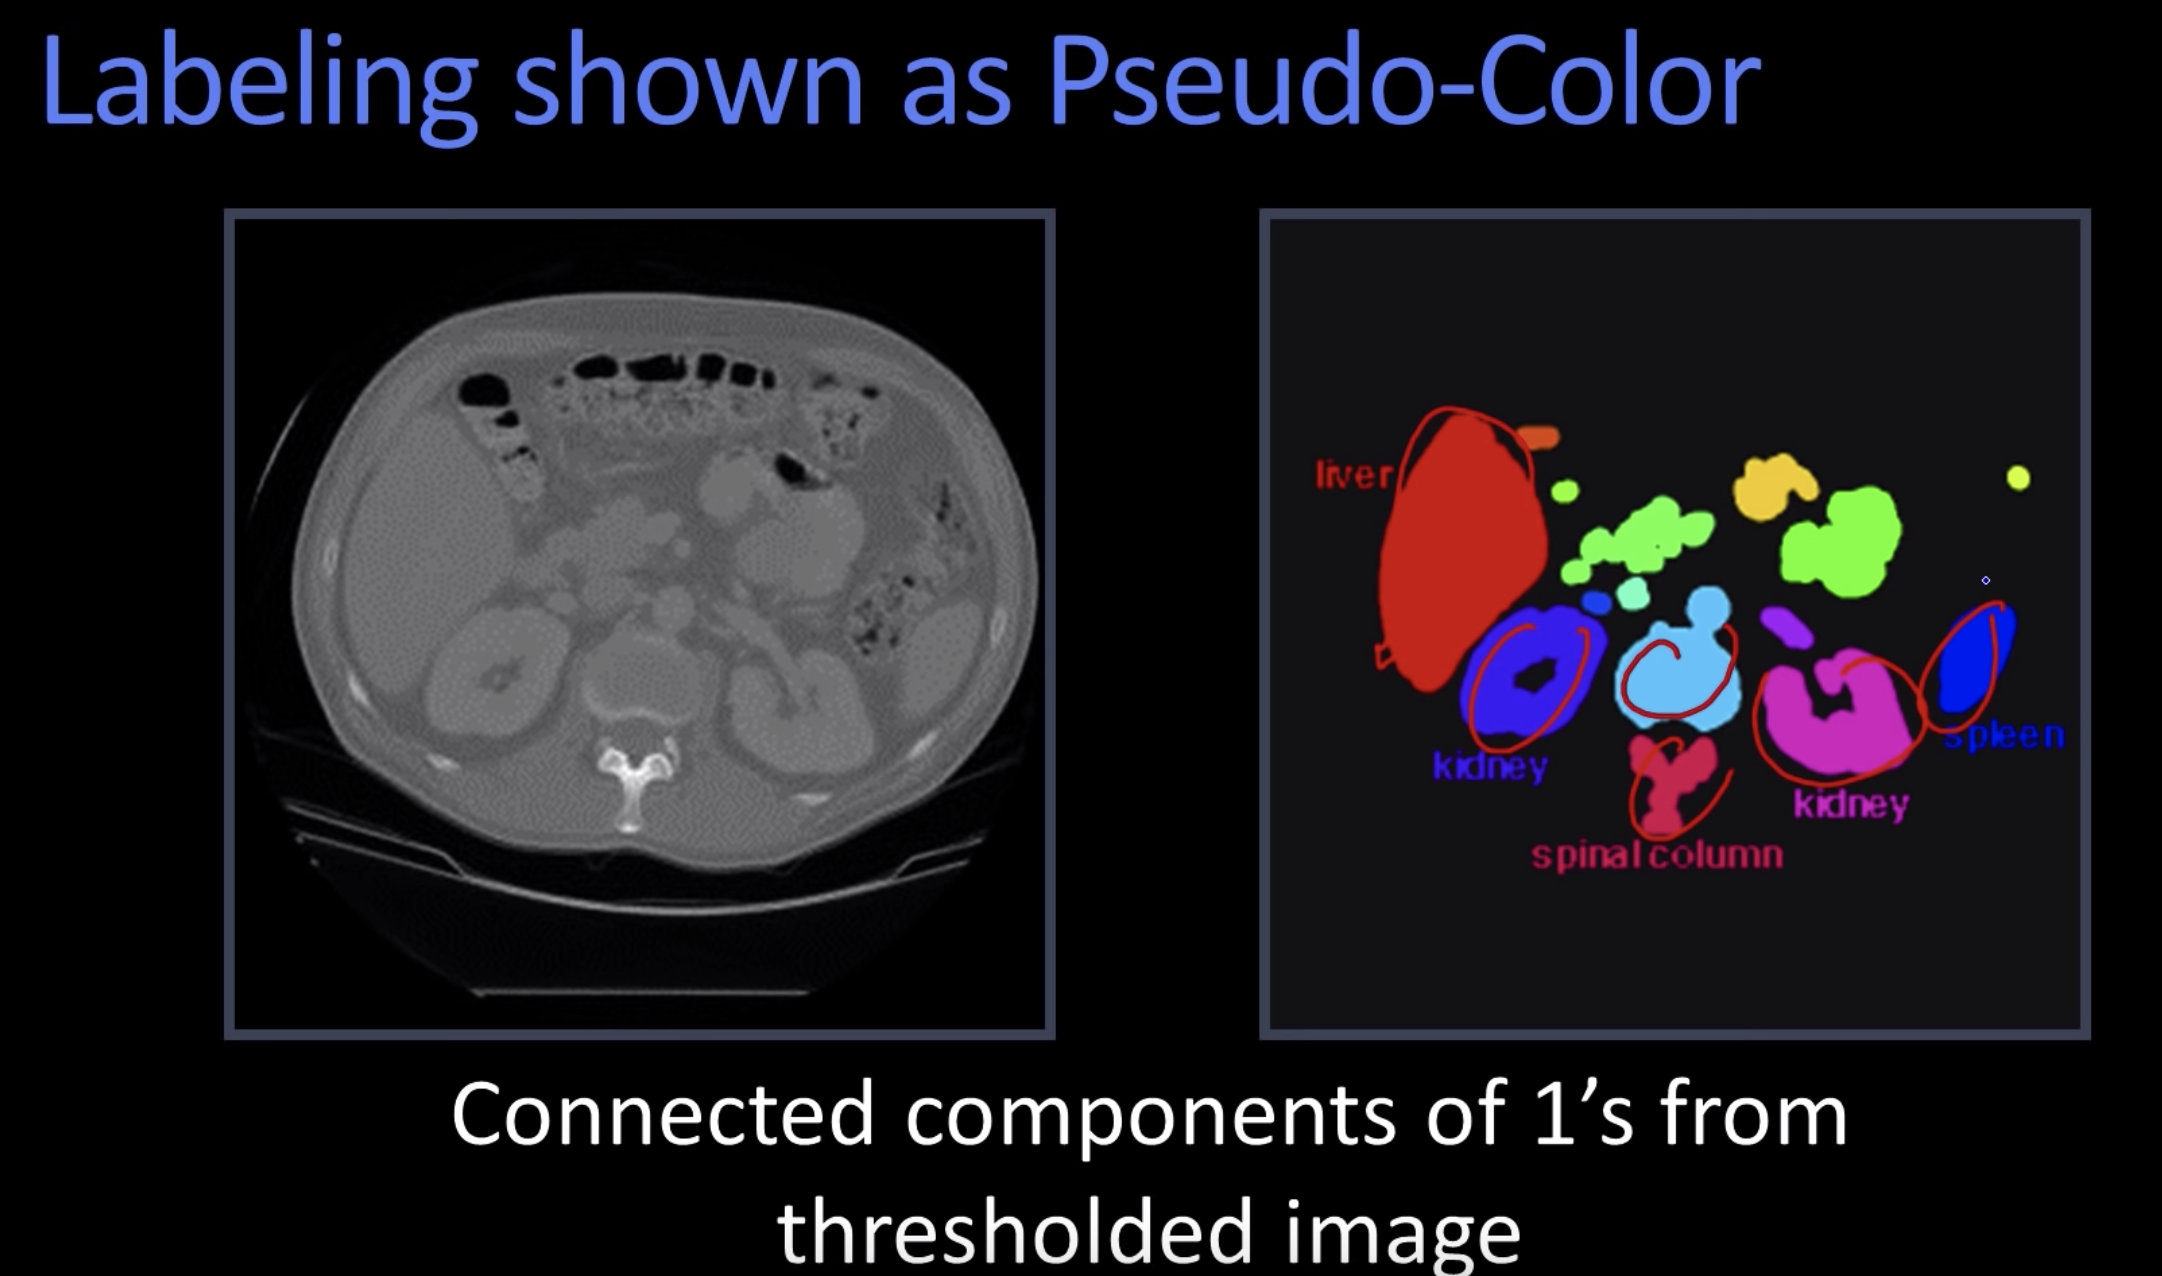 Labeling shown as Pseudo-Color
liver
spleen
kidney
kidney
spinal column
Connected components of 1’s from
thresholded image